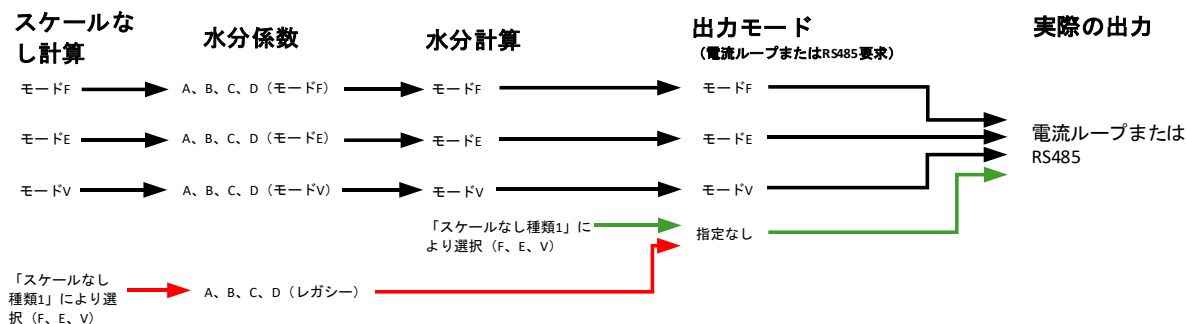 スケールな
し計算
水分係数
水分計算
出力モード
（電流ループまたはRS485要求）
実際の出力
モードF
A、B、C、D（モードF）
モードF
モードF
モードE
A、B、C、D（モードE）
モードE
モードE
電流ループまたは
RS485
モードV
A、B、C、D（モードV）
モードV
モードV
「スケールなし種類1」に
より選択（F、E、V）
指定なし
「スケールなし
種類1」により選
択（F、E、V）
A、B、C、D（レガシー）